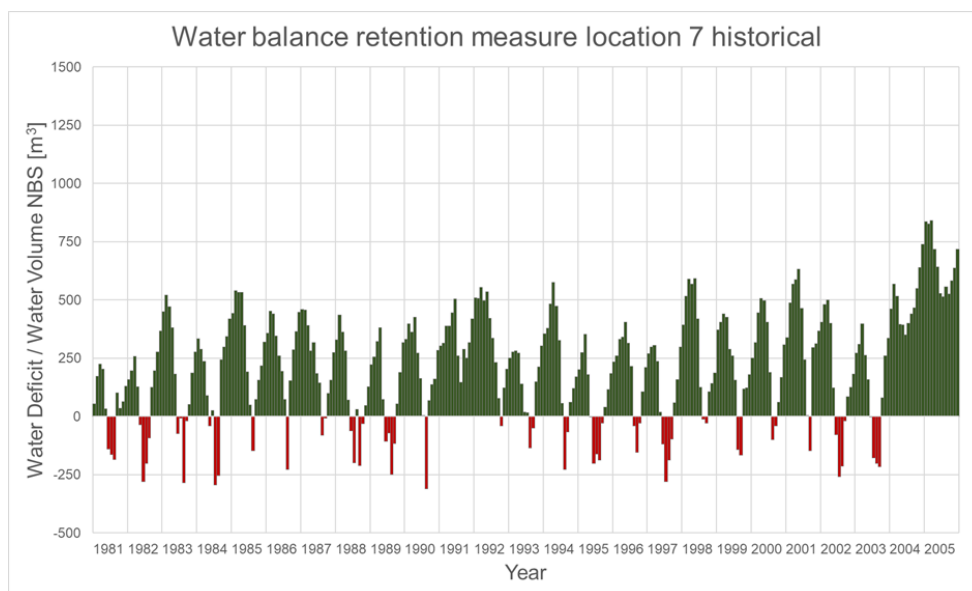 Water balance retention measure location 7 historical
Water Deficit / Water Volume NBS [m³]
1500
1250
1000
750
500
250
0
-250
-500
1981 1982 1983 1984 1985 1986 1987 1988 1989 1990 1991 1992 1993 1994 1995 1996 1997 1998 1999 2000 2001 2002 2003 2004 2005
Year